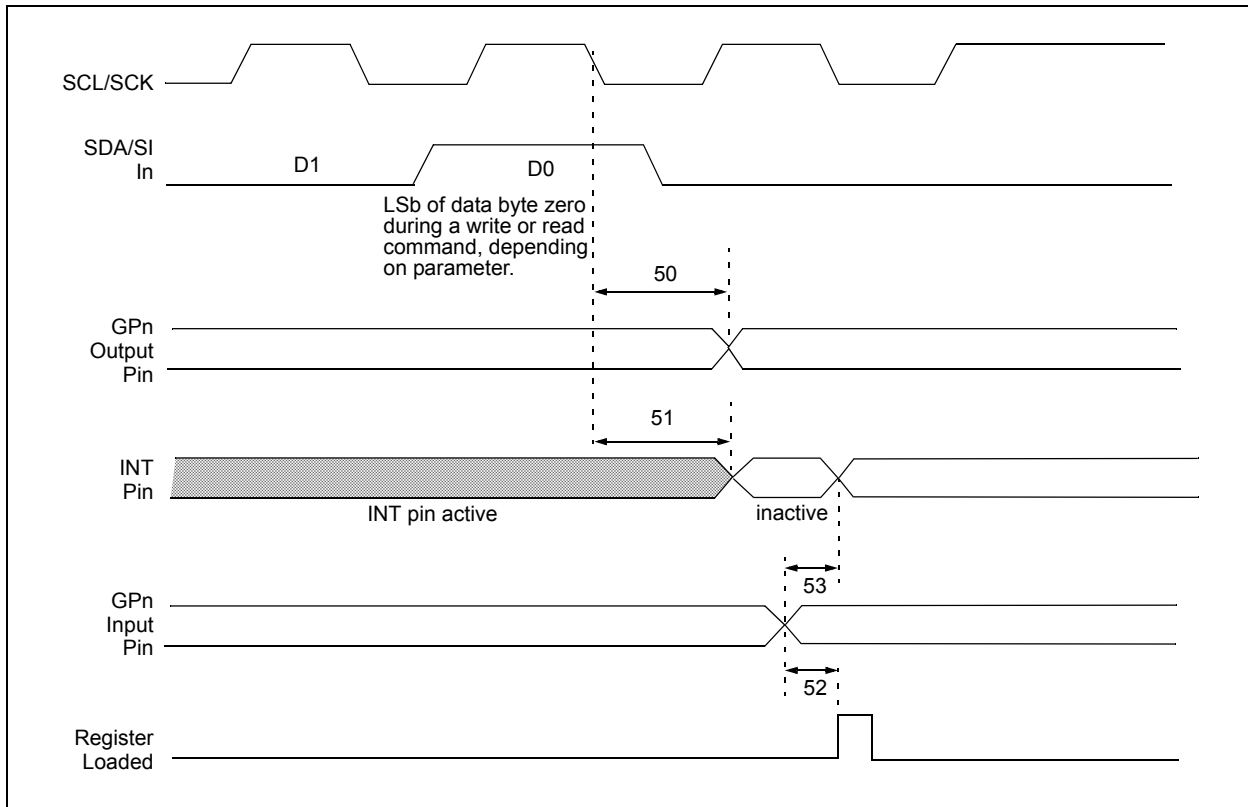 SCL/SCK
SDA/SI
In
D1
D0
LSb of data byte zero
during a write or read
command, depending
on parameter.
50
GPn
Output
Pin
51
INT
Pin
INT pin active
inactive
53
GPn
Input
Pin
52
Register
Loaded